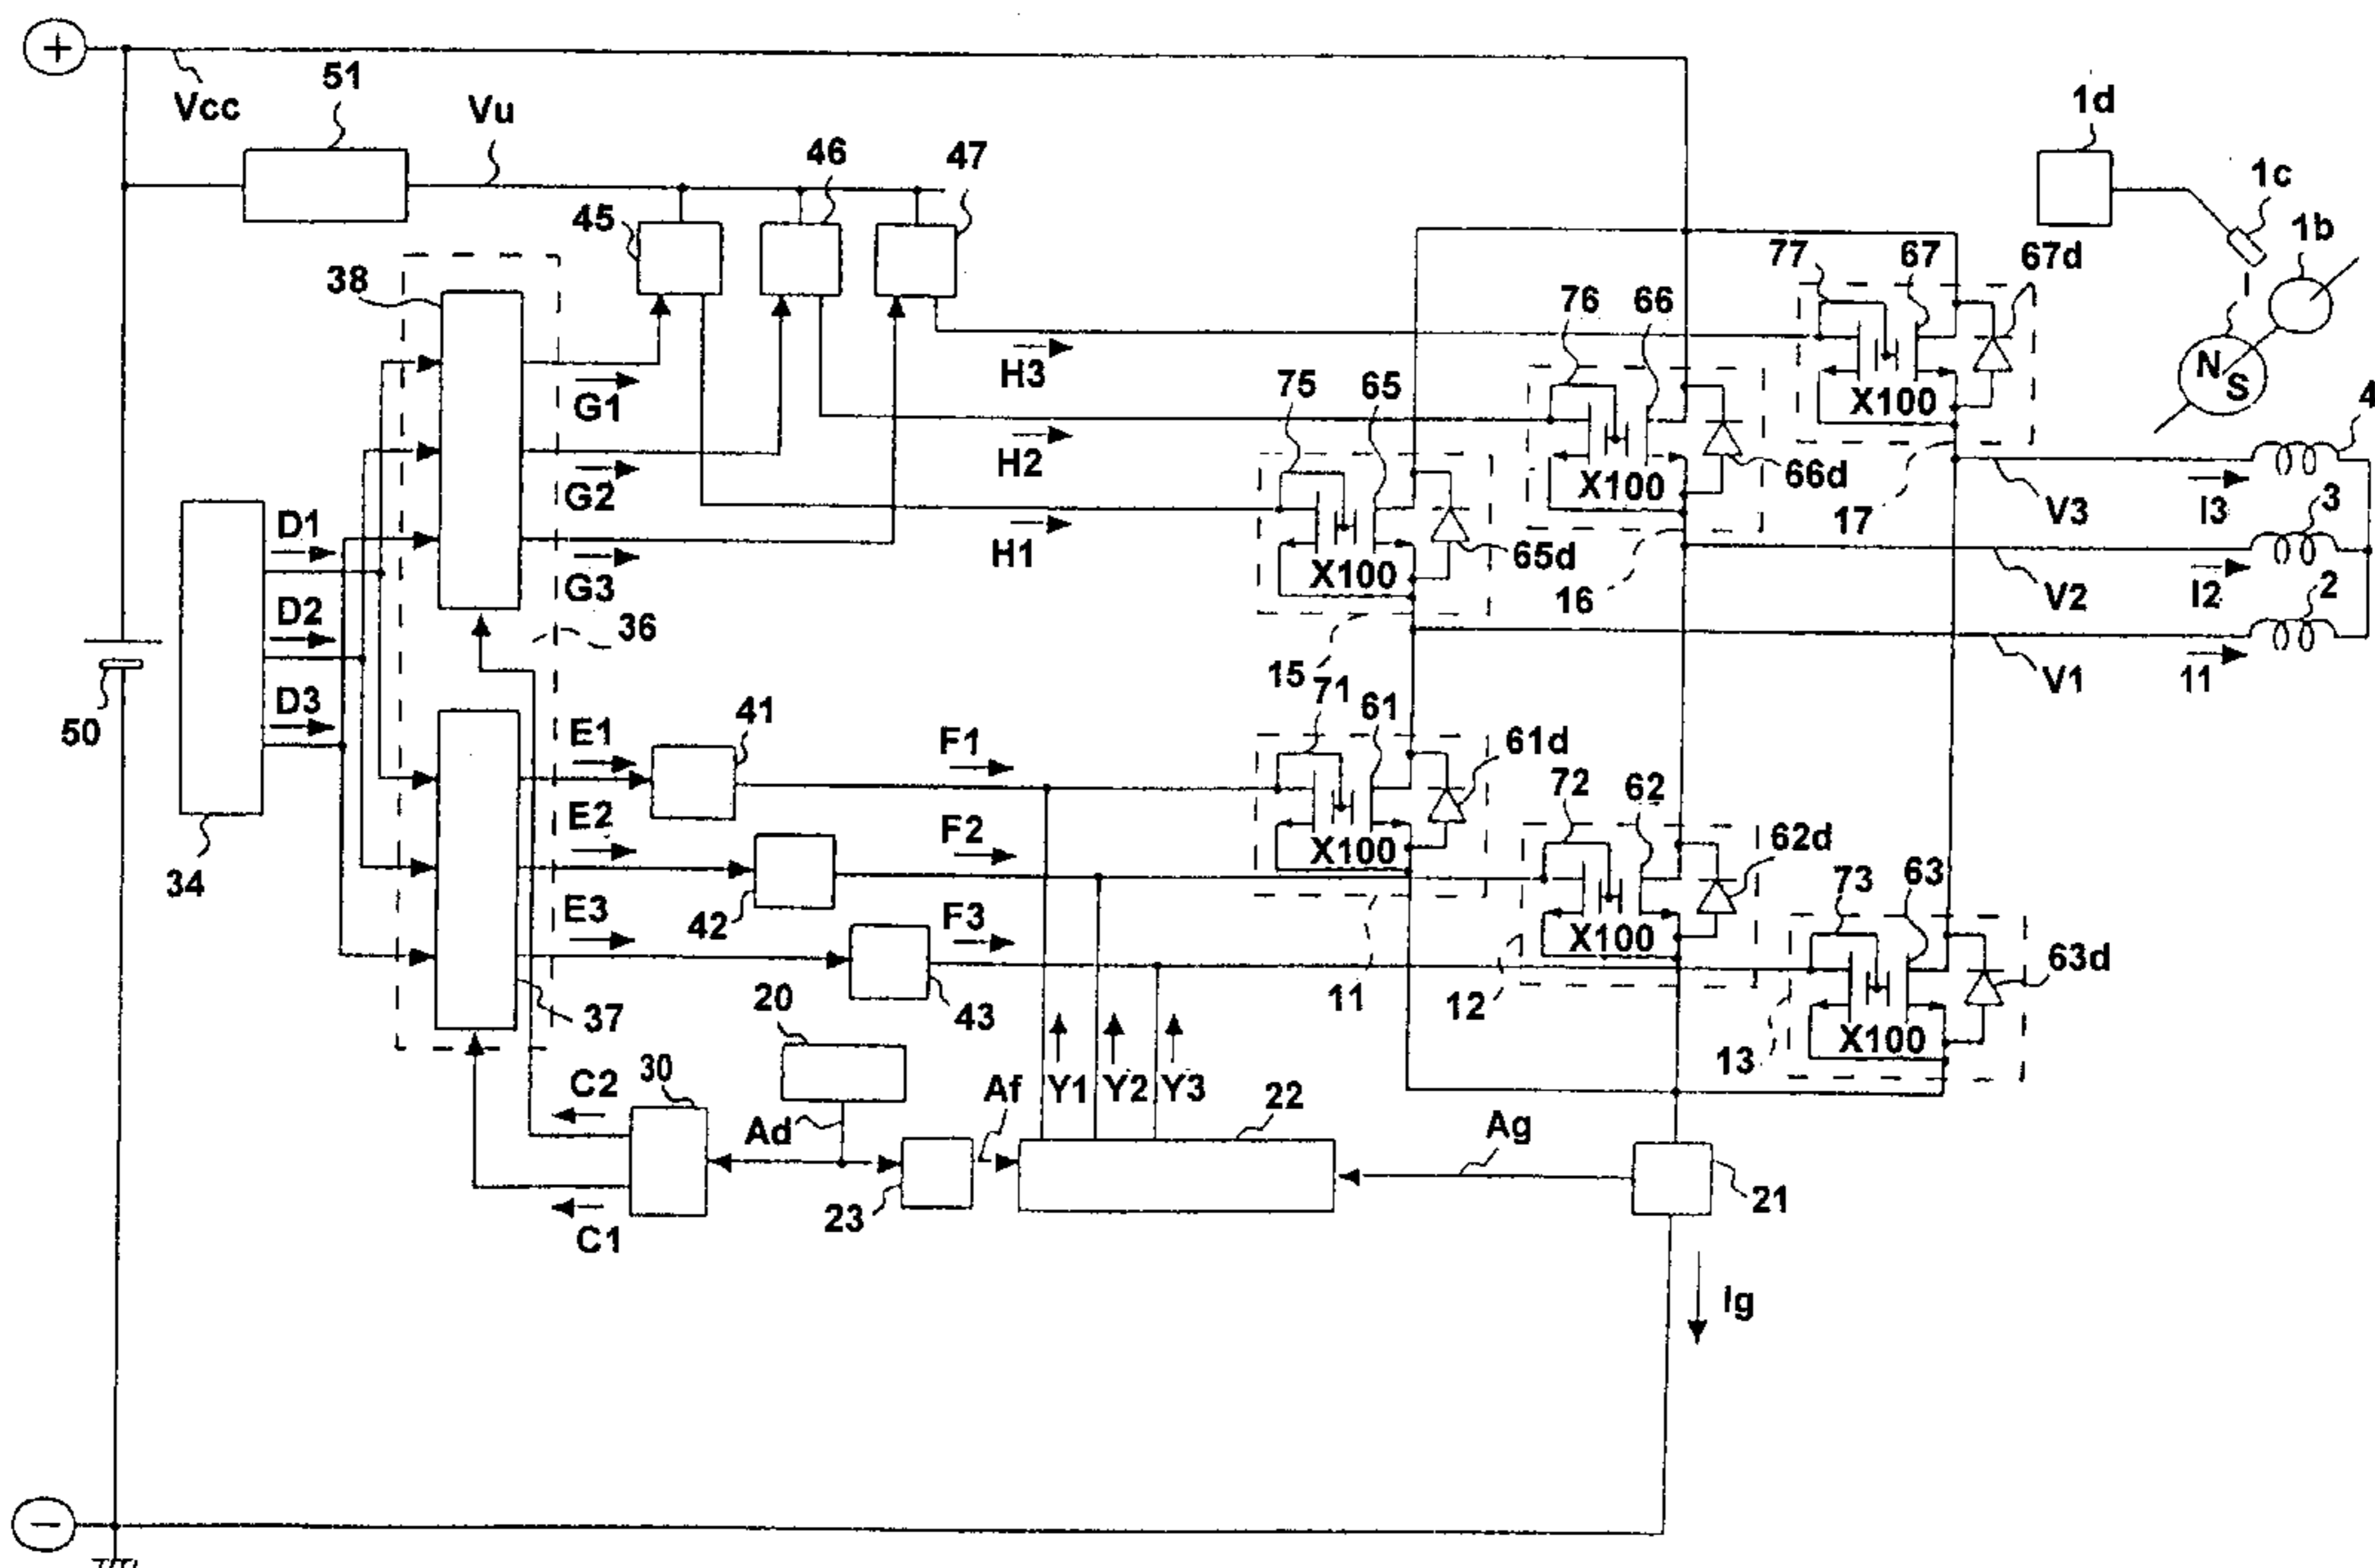 +
51
Vcc
Vu
46
47
1d
1c
45
1b
77
67
67d
38
76
66
N
S
H3
X100
G1
75
65
4
H2
66d
G2
X100
17
V3
I3
3
D1
H1
65d
G3
X100
16
V2
I2
2
D2
36
15
71
61
V1
11
D3
50
E1
41
F1
61d
72
62
E2
F2
X100
62d
34
42
73
63
E3
F3
X100
63d
20
11
12
37
43
13
X100
C2
30
Af
Y1
Y2
Y3
22
Ad
Ag
23
21
C1
Ig
−